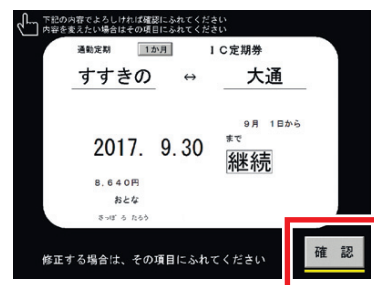 下記の内容でよろしければ確認にふれてください
内容を変えたい場合はその項目にふれてください
通勤定期 1か月 IC定期券
すすきの ↔ 大通
9月 1日から
2017. 9.30 まで
継続
8,640円
おとな
さっぽ ろ たろう
修正する場合は、その項目にふれてください
確 認